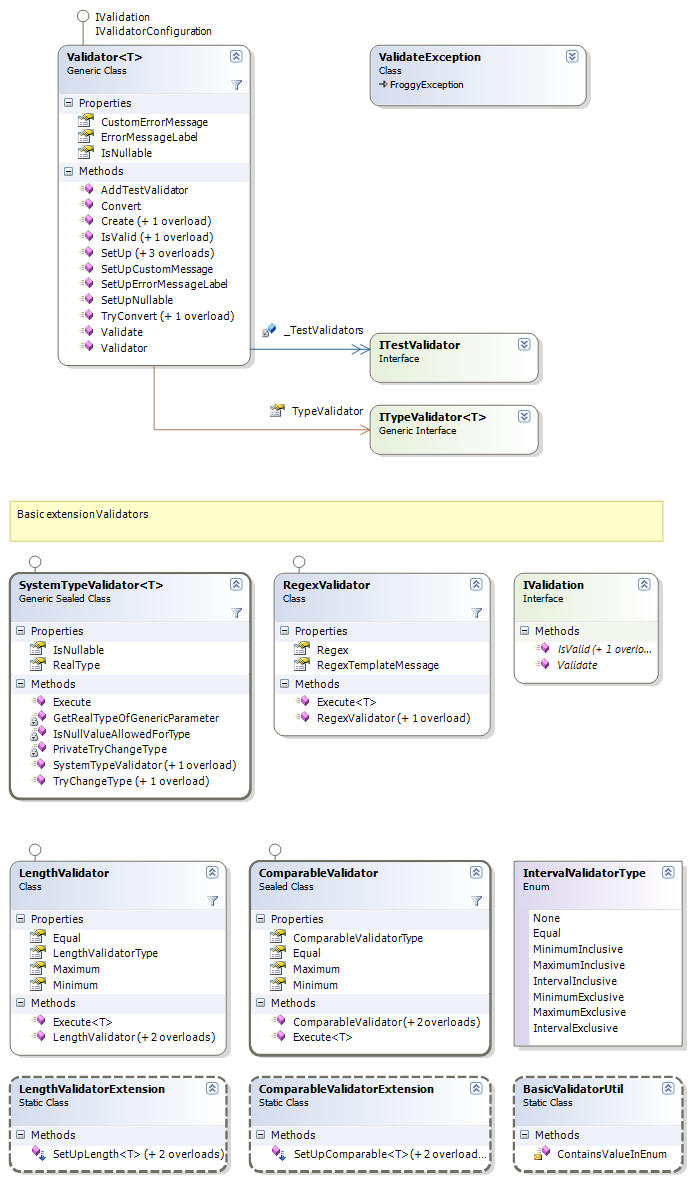 IValidation
IValidatorConfiguration
Validator<T>
Generic Class
Properties
CustomErrorMessage
ErrorMessageLabel
IsNullable
Methods
AddTestValidator
Convert
Create (+ 1 overload)
IsValid (+ 1 overload)
SetUp (+ 3 overloads)
SetUpCustomMessage
SetUpErrorMessageLabel
SetUpNullable
TryConvert (+ 1 overload)
Validate
Validator
ValidateException
Class
FroggyException
_TestValidators
ITestValidator
Interface
TypeValidator
ITypeValidator<T>
Generic Interface
Basic extension Validators
SystemTypeValidator<T>
Generic Sealed Class
Properties
IsNullable
RealType
Methods
Execute
GetRealTypeOfGenericParameter
IsNullValueAllowedForType
PrivateTryChangeType
SystemTypeValidator (+ 1 overload)
TryChangeType (+ 1 overload)
RegexValidator
Class
Properties
Regex
RegexTemplateMessage
Methods
Execute<T>
RegexValidator (+ 1 overload)
IValidation
Interface
Methods
IsValid (+ 1 overlo...
Validate
LengthValidator
Class
Properties
Equal
LengthValidatorType
Maximum
Minimum
Methods
Execute<T>
LengthValidator (+ 2 overloads)
ComparableValidator
Sealed Class
Properties
ComparableValidatorType
Equal
Maximum
Minimum
Methods
ComparableValidator (+ 2 overloads)
Execute<T>
IntervalValidatorType
Enum
None
Equal
MinimumInclusive
MaximumInclusive
IntervalInclusive
MinimumExclusive
MaximumExclusive
IntervalExclusive
LengthValidatorExtension
Static Class
Methods
SetUpLength<T> (+ 2 overloads)
ComparableValidatorExtension
Static Class
Methods
SetUpComparable<T> (+ 2 overload...
BasicValidatorUtil
Static Class
Methods
ContainsValueInEnum